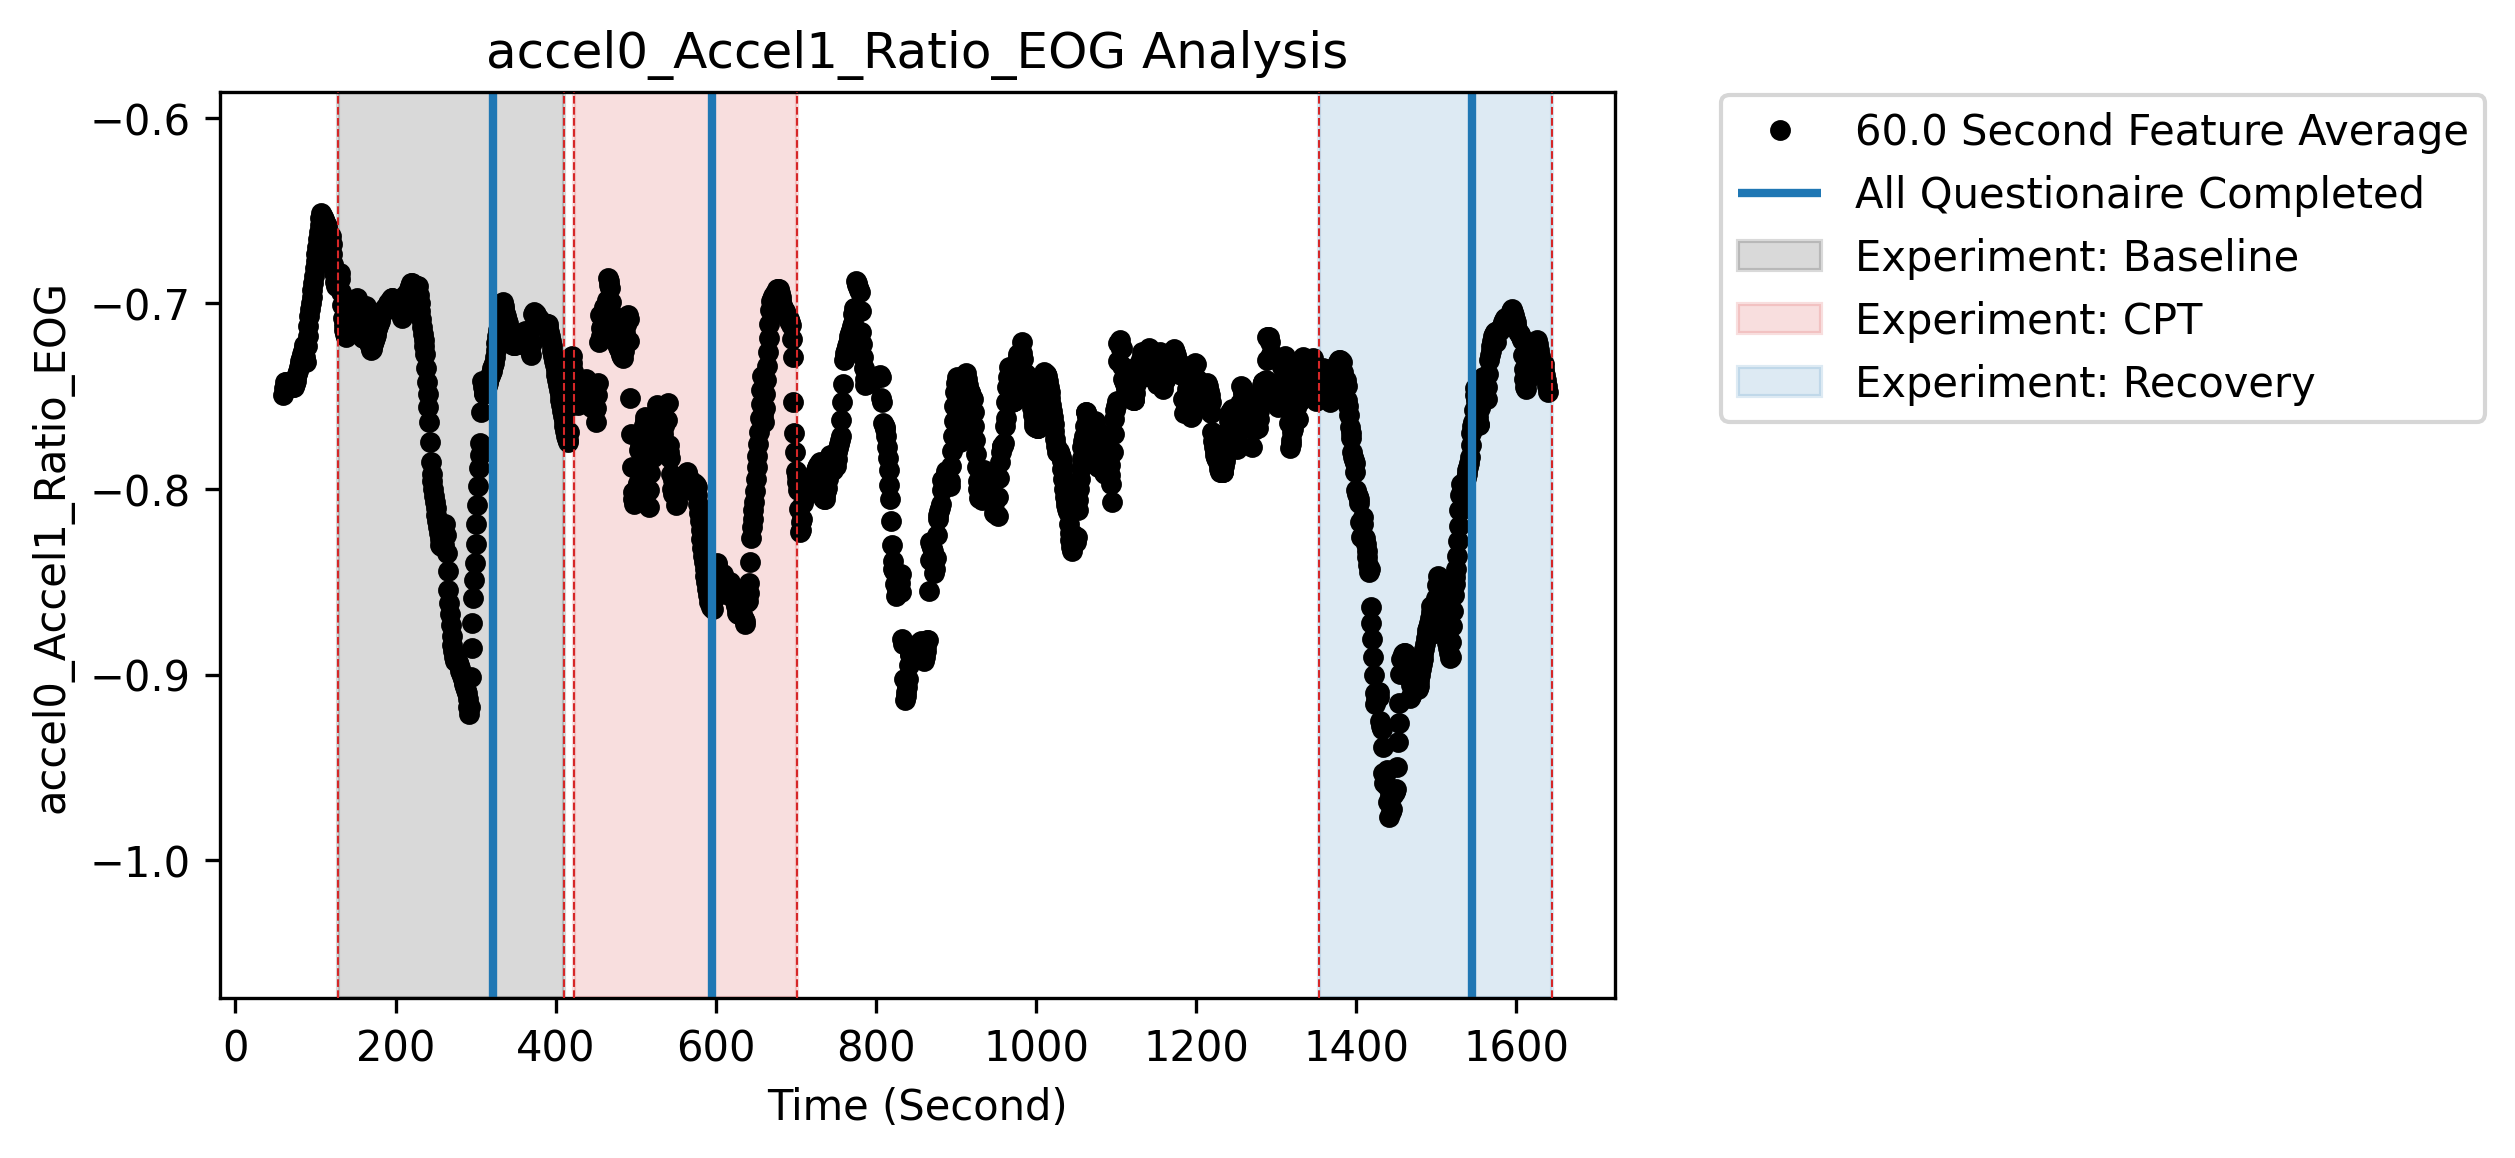 accel0_Accel1_Ratio_EOG Analysis
accel0_Accel1_Ratio_EOG
−0.6
−0.7
−0.8
−0.9
−1.0
0 200 400 600 800 1000 1200 1400 1600
Time (Second)
60.0 Second Feature Average
All Questionaire Completed
Experiment: Baseline
Experiment: CPT
Experiment: Recovery